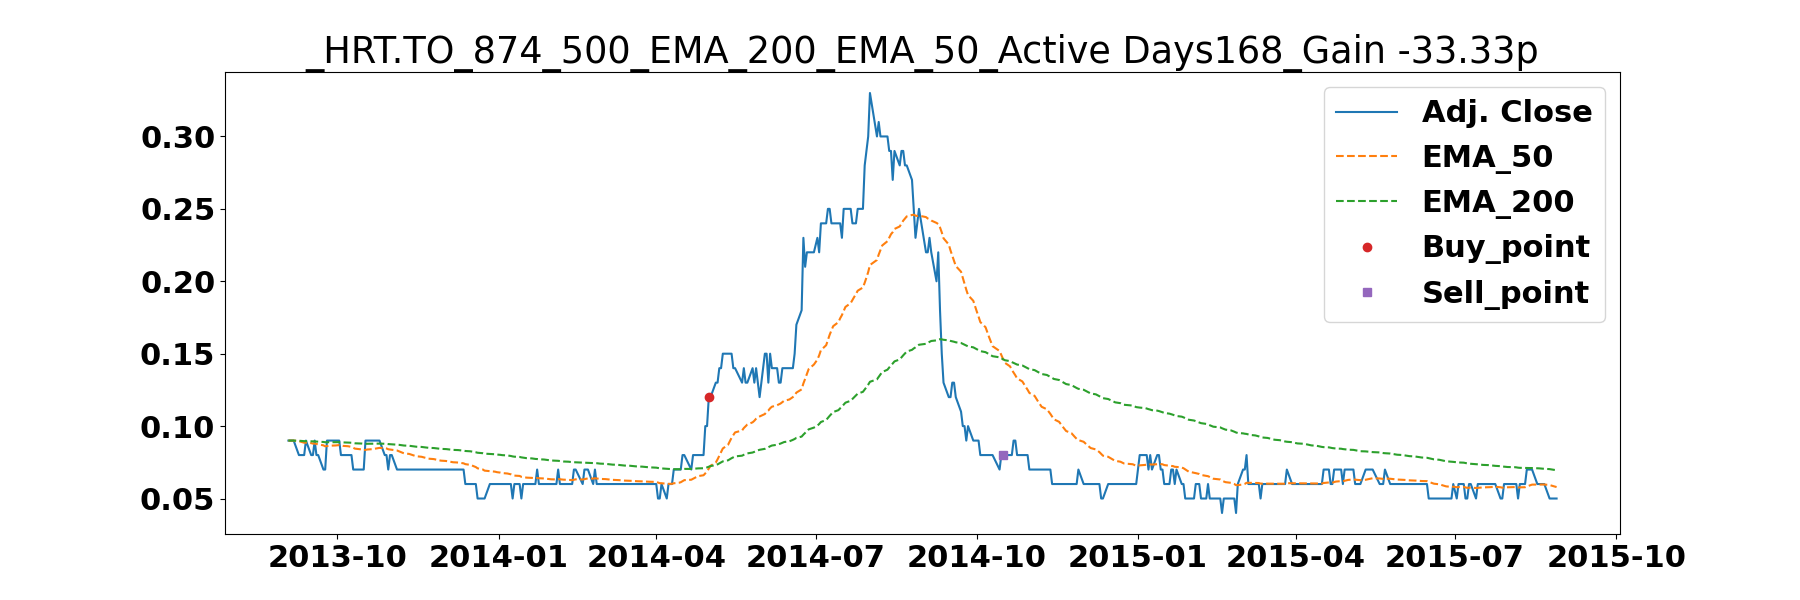 _HRT.TO_874_500_EMA_200_EMA_50_Active Days168_Gain -33.33p
Adj. Close
EMA_50
EMA_200
Buy_point
Sell_point
0.30
0.25
0.20
0.15
0.10
0.05
2013-10 2014-01 2014-04 2014-07 2014-10 2015-01 2015-04 2015-07 2015-10